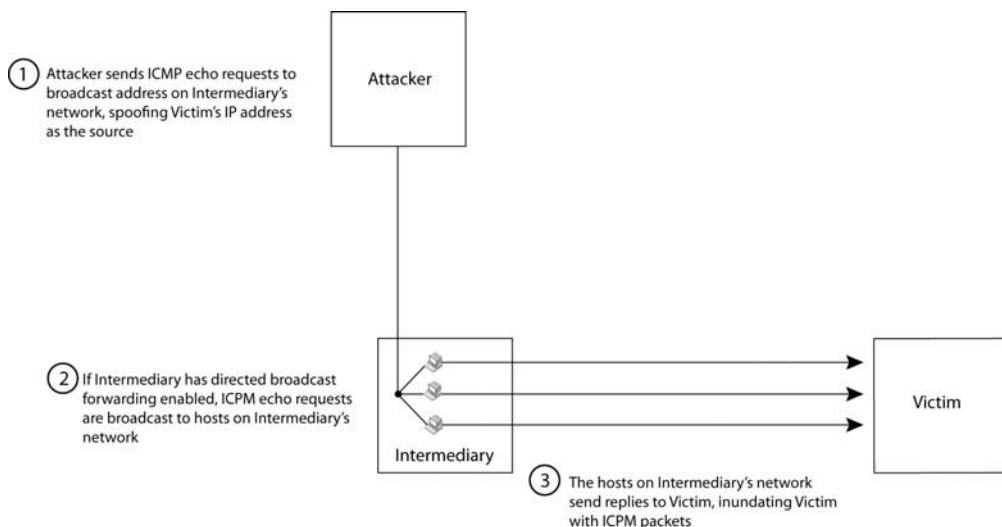 1
Attacker sends ICMP echo requests to
broadcast address on Intermediary's
network, spoofing Victim's IP address
as the source
Attacker
2
If Intermediary has directed broadcast
forwarding enabled, ICPM echo requests
are broadcast to hosts on Intermediary's
network
Intermediary
Victim
3
The hosts on Intermediary's network
send replies to Victim, inundating Victim
with ICPM packets